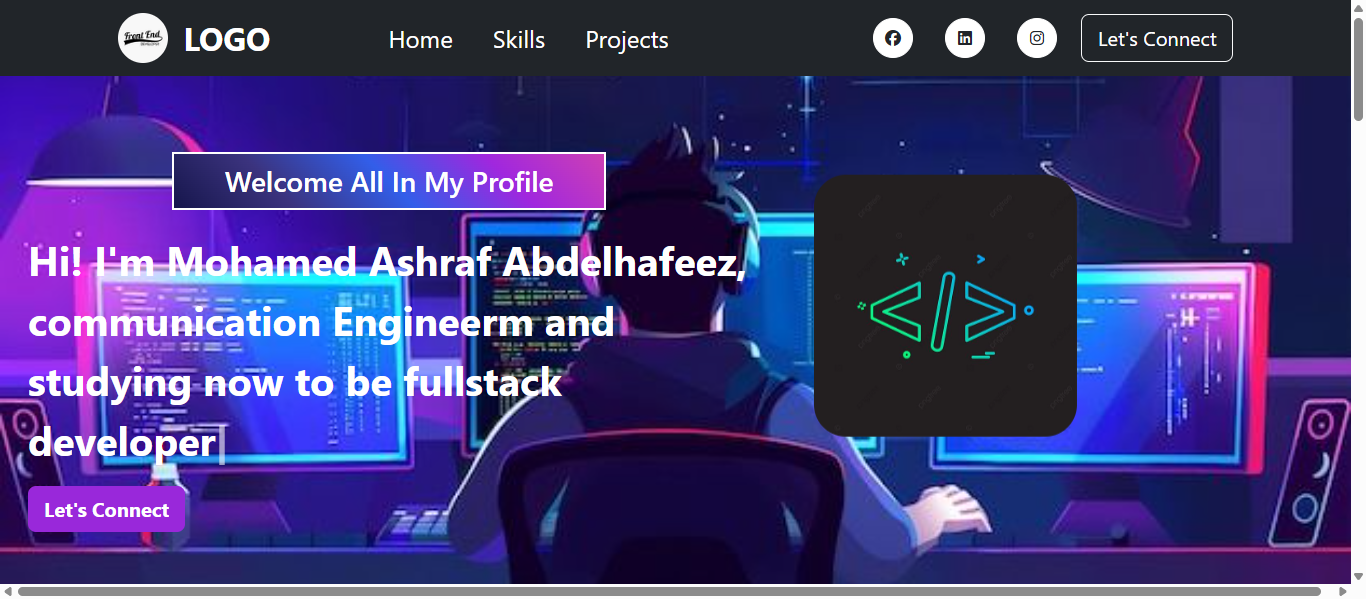 Front End
DEVELOPER
LOGO
Home
Skills
Projects
Let's Connect
Welcome All In My Profile
Hi! I'm Mohamed Ashraf Abdelhafeez,
communication Engineerm and
studying now to be fullstack
developer
Let's Connect